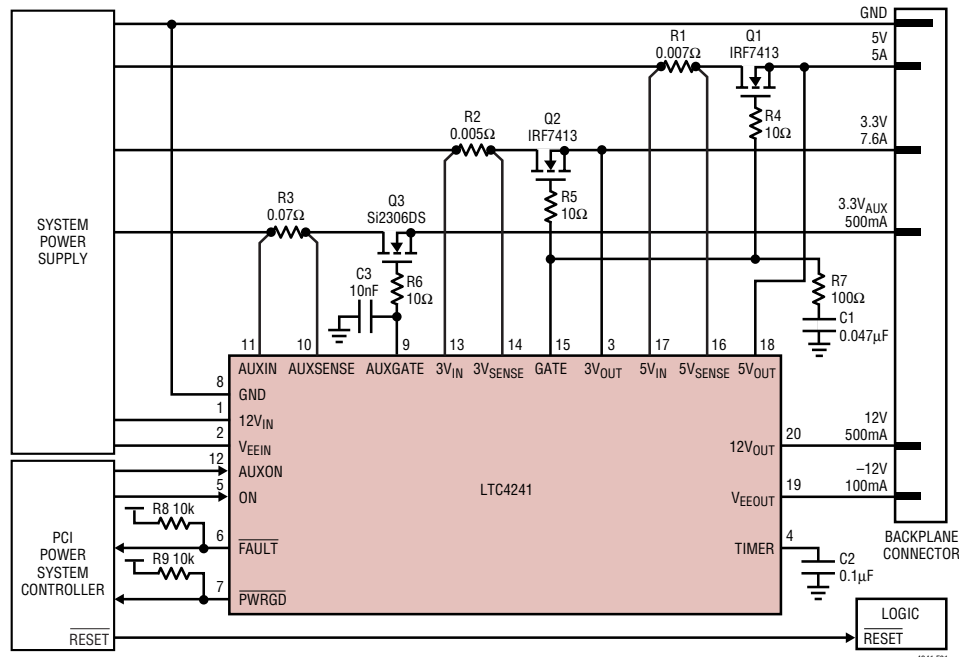 GND
5V
5A
R1
0.007Ω
Q1
IRF7413
R4
10Ω
3.3V
7.6A
R2
0.005Ω
Q2
IRF7413
R5
10Ω
3.3VAUX
500mA
R3
0.07Ω
Q3
Si2306DS
SYSTEM
POWER
SUPPLY
C3
10nF
R6
10Ω
R7
100Ω
C1
0.047µF
11
10
9
13
14
15
3
17
16
18
AUXIN
AUXSENSE
AUXGATE
3VIN
3VSENSE
GATE
3VOUT
5VIN
5VSENSE
5VOUT
8
GND
1
12VIN
2
VEEIN
12
AUXON
5
ON
6
FAULT
7
PWRGD
LTC4241
12VOUT
20
12V
500mA
VEEOUT
19
–12V
100mA
TIMER
4
C2
0.1µF
BACKPLANE
CONNECTOR
R8 10k
R9 10k
PCI
POWER
SYSTEM
CONTROLLER
RESET
LOGIC
RESET